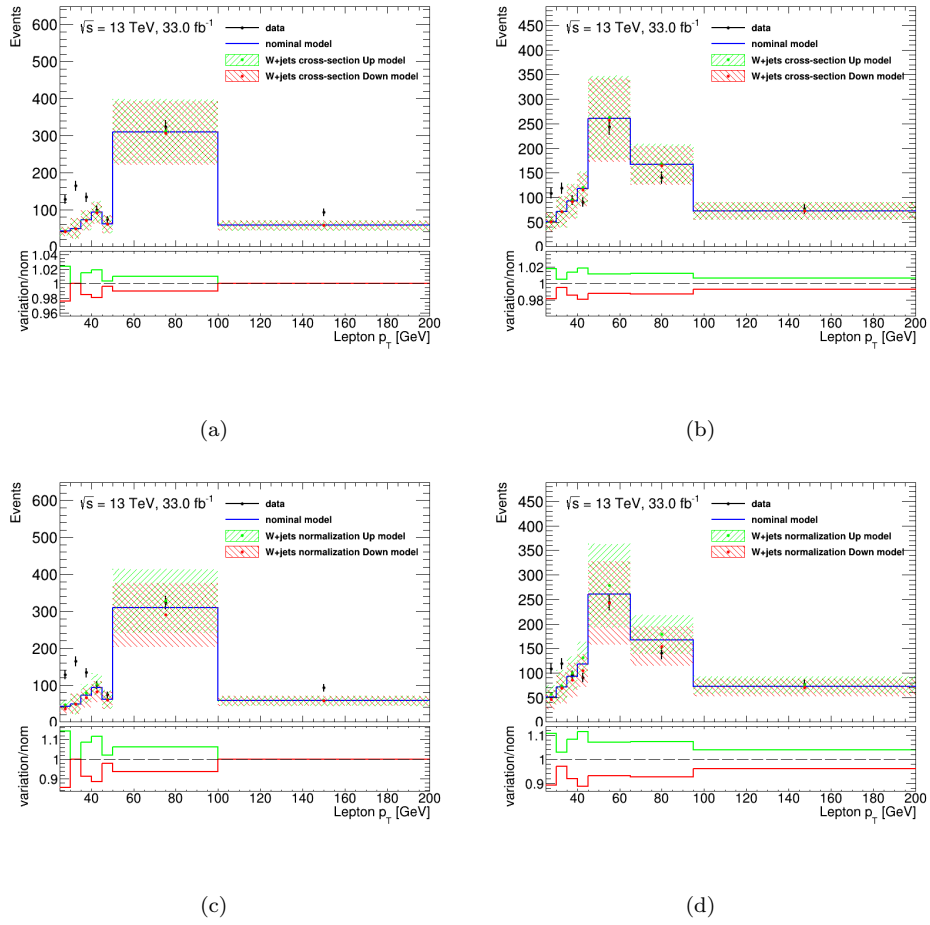 Events
600
500
400
300
200
100
0
√s = 13 TeV, 33.0 fb⁻¹
data
nominal model
W+jets cross-section Up model
W+jets cross-section Down model
variation/nom
1.04
1.02
1
0.98
0.96
40 60 80 100 120 140 160 180 200
Lepton p_T [GeV]
(a)
Events
450
400
350
300
250
200
150
100
50
0
√s = 13 TeV, 33.0 fb⁻¹
data
nominal model
W+jets cross-section Up model
W+jets cross-section Down model
variation/nom
1.02
1
0.98
40 60 80 100 120 140 160 180 200
Lepton p_T [GeV]
(b)
Events
600
500
400
300
200
100
0
√s = 13 TeV, 33.0 fb⁻¹
data
nominal model
W+jets normalization Up model
W+jets normalization Down model
variation/nom
1.1
1
0.9
40 60 80 100 120 140 160 180 200
Lepton p_T [GeV]
(c)
Events
450
400
350
300
250
200
150
100
50
0
√s = 13 TeV, 33.0 fb⁻¹
data
nominal model
W+jets normalization Up model
W+jets normalization Down model
variation/nom
1.1
1
0.9
40 60 80 100 120 140 160 180 200
Lepton p_T [GeV]
(d)